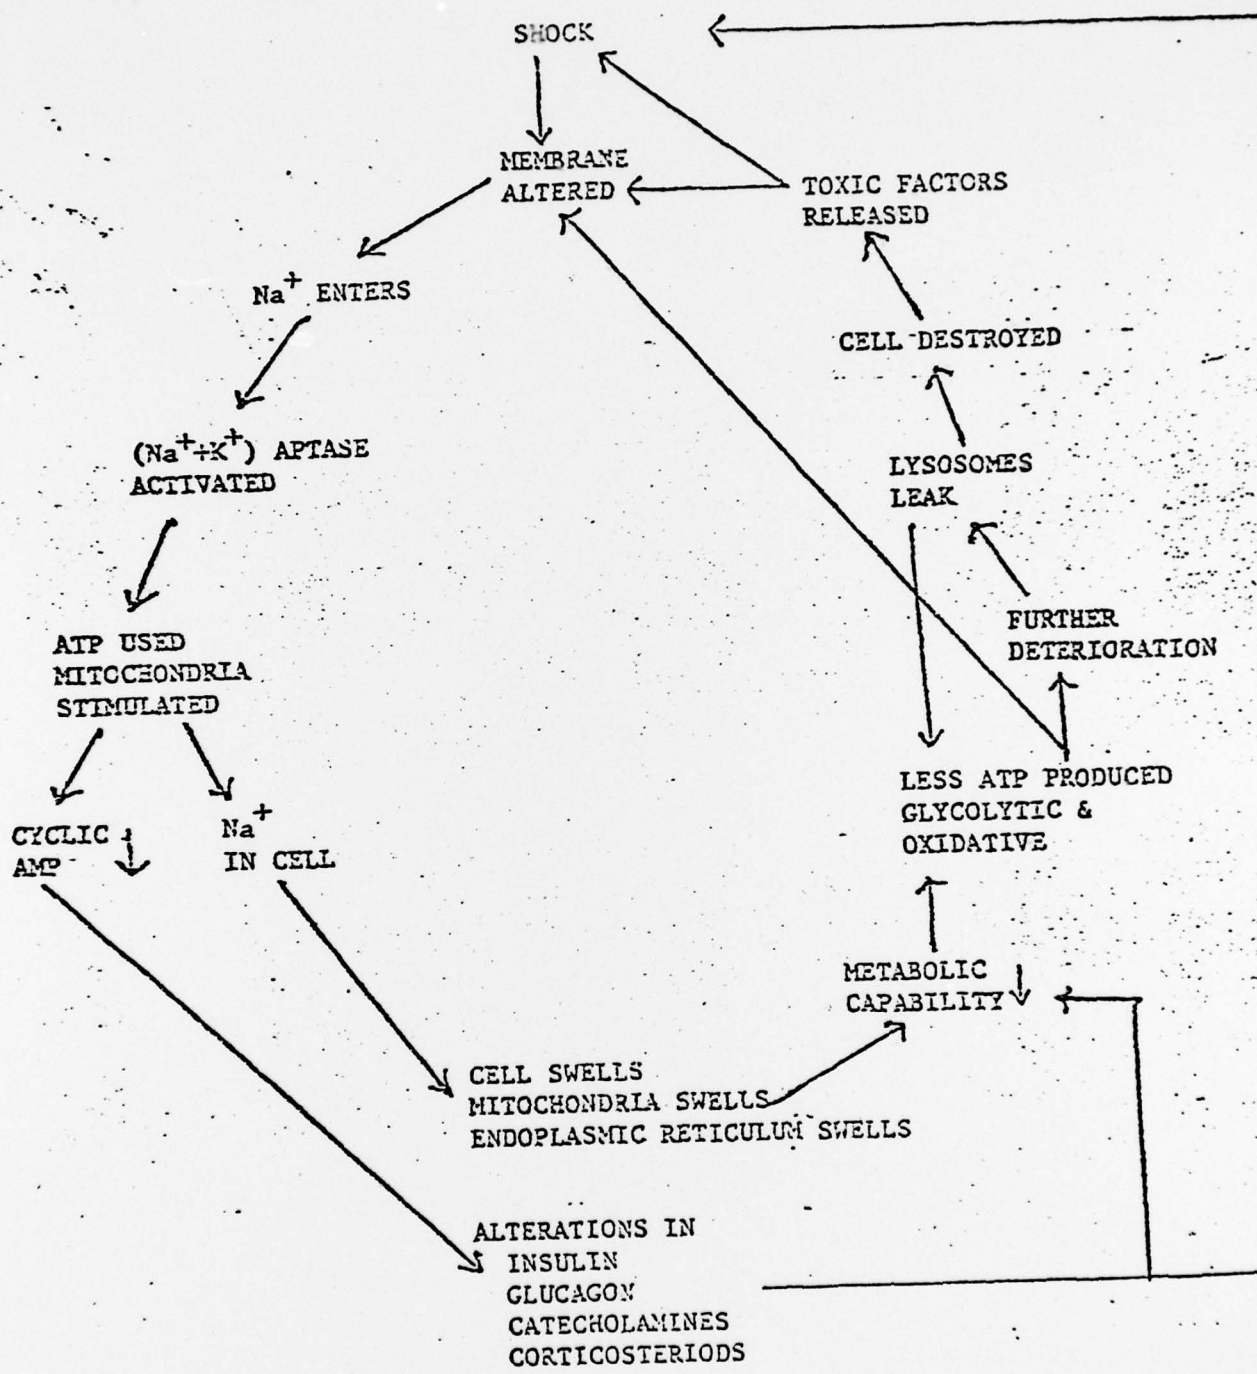 SHOCK
MEMBRANE
ALTERED
TOXIC FACTORS
RELEASED
Na+ ENTERS
CELL DESTROYED
(Na++K+) APTASE
ACTIVATED
LYSOSOMES
LEAK
FURTHER
DETERIORATION
ATP USED
MITOCHONDRIA
STIMULATED
LESS ATP PRODUCED
GLYCOLYTIC &
OXIDATIVE
CYCLIC ↓
AMP
Na+
IN CELL
METABOLIC ↓
CAPABILITY
CELL SWELLS
MITOCHONDRIA SWELLS
ENDOPLASMIC RETICULUM SWELLS
ALTERATIONS IN
INSULIN
GLUCAGON
CATECHOLAMINES
CORTICOSTERIODS